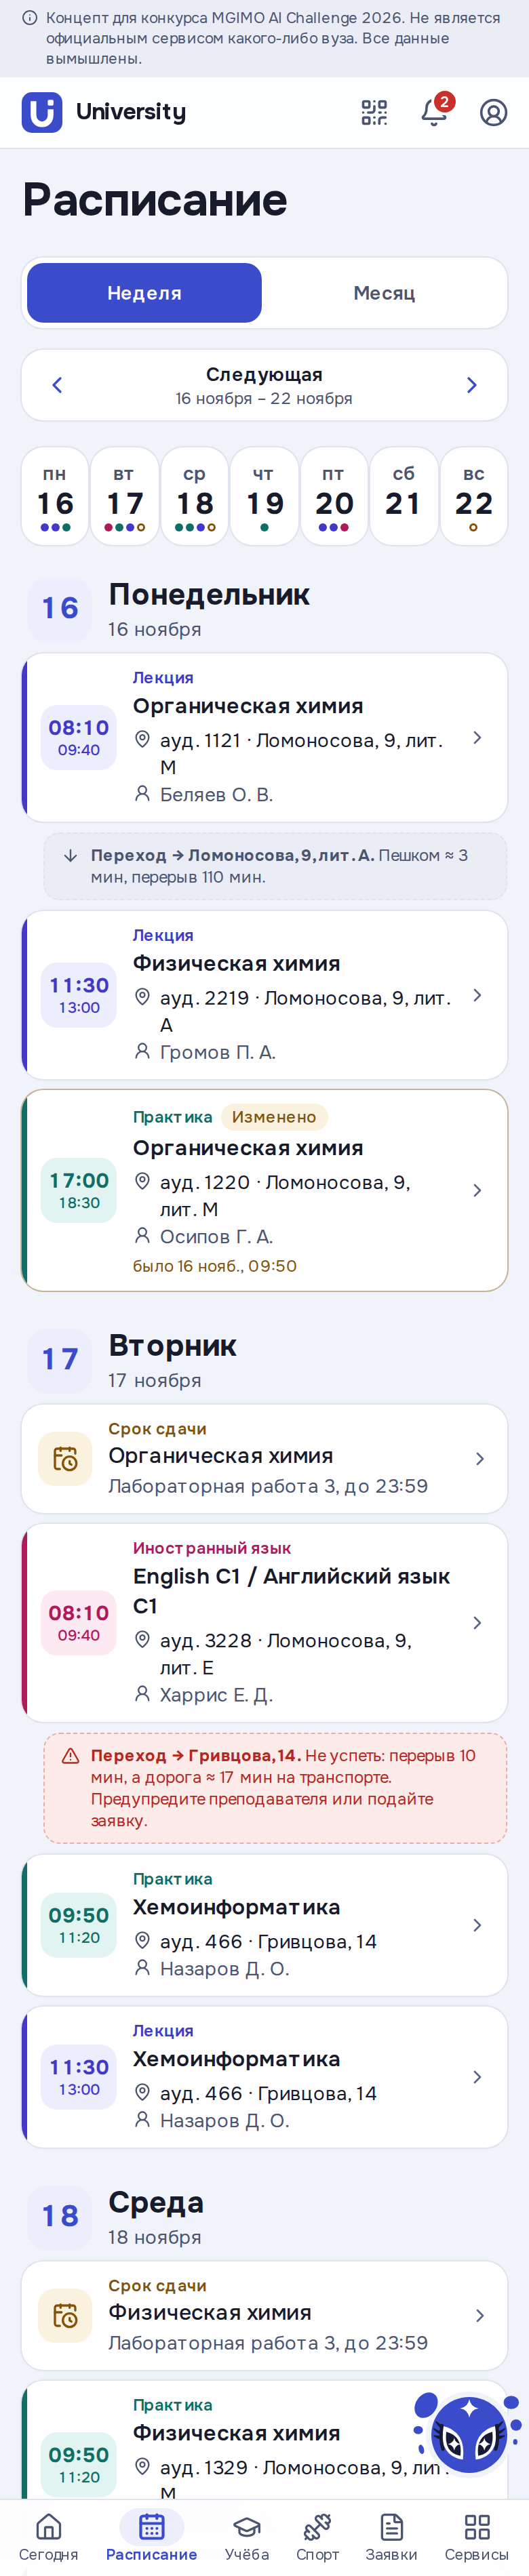 Концепт для конкурса MGIMO AI Challenge 2026. Не является
официальным сервисом какого-либо вуза. Все данные
вымышлены.
University
2
Расписание
Неделя
Месяц
Следующая
16 ноября – 22 ноября
пн
вт
ср
чт
пт
сб
вс
16
17
18
19
20
21
22
16
Понедельник
16 ноября
Лекция
Органическая химия
08:10
09:40
ауд. 1121 · Ломоносова, 9, лит.
М
Беляев О. В.
Переход → Ломоносова, 9, лит. А. Пешком ≈ 3
мин, перерыв 110 мин.
Лекция
Физическая химия
11:30
13:00
ауд. 2219 · Ломоносова, 9, лит.
А
Громов П. А.
Практика
Изменено
Органическая химия
17:00
18:30
ауд. 1220 · Ломоносова, 9,
лит. М
Осипов Г. А.
было 16 нояб., 09:50
17
Вторник
17 ноября
Срок сдачи
Органическая химия
Лабораторная работа 3, до 23:59
Иностранный язык
English C1 / Английский язык
C1
08:10
09:40
ауд. 3228 · Ломоносова, 9,
лит. Е
Харрис Е. Д.
Переход → Гривцова, 14. Не успеть: перерыв 10
мин, а дорога ≈ 17 мин на транспорте.
Предупредите преподавателя или подайте
заявку.
Практика
Хемоинформатика
09:50
11:20
ауд. 466 · Гривцова, 14
Назаров Д. О.
Лекция
Хемоинформатика
11:30
13:00
ауд. 466 · Гривцова, 14
Назаров Д. О.
18
Среда
18 ноября
Срок сдачи
Физическая химия
Лабораторная работа 3, до 23:59
Практика
Физическая химия
09:50
11:20
ауд. 1329 · Ломоносова, 9, лит.
М
Сегодня
Расписание
Учёба
Спорт
Заявки
Сервисы